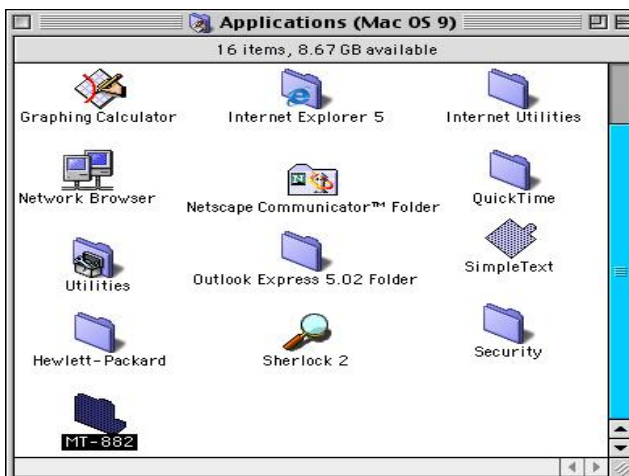 Applications (Mac OS 9)
16 items, 8.67 GB available
Graphing Calculator
Internet Explorer 5
Internet Utilities
Network Browser
Netscape Communicator™ Folder
QuickTime
Utilities
Outlook Express 5.02 Folder
SimpleText
Hewlett-Packard
Sherlock 2
Security
MT-882